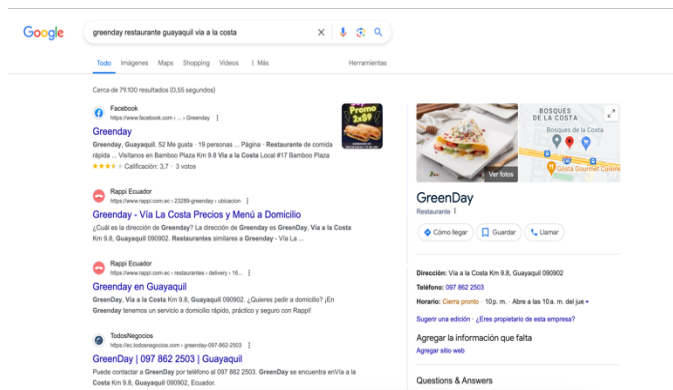 Google
greenday restaurante guayaquil via a la costa
Todo Imágenes Maps Shopping Vídeos Más Herramientas
Cerca de 79.100 resultados (0,55 segundos)
Facebook
https://www.facebook.com › ... › Greenday
Greenday
Greenday, Guayaquil. 52 Me gusta · 19 personas ... Página · Restaurante de comida
rápida ... Visítanos en Bamboo Plaza Km 9.8 Via a la Costa Local #17 Bamboo Plaza
Calificación: 3,7 · 3 votos
Promo
2x$9
Rappi Ecuador
https://www.rappi.com.ec › 23289-greenday › ubicacion
Greenday - Vía La Costa Precios y Menú a Domicilio
¿Cuál es la dirección de Greenday? La dirección de Greenday es GreenDay, Via a la Costa
Km 9.8, Guayaquil 090902. Restaurantes similares a Greenday - Vía La ...
Rappi Ecuador
https://www.rappi.com.ec › restaurantes › delivery › 16...
Greenday en Guayaquil
GreenDay, Via a la Costa Km 9.8, Guayaquil 090902. ¿Quieres pedir a domicilio? ¡En
Greenday tenemos un servicio a domicilio rápido, práctico y seguro con Rappi!
TodosNegocios
https://ec.todosnegocios.com › greenday-097-862-2503
GreenDay | 097 862 2503 | Guayaquil
Puede contactar a GreenDay por teléfono al 097 862 2503. GreenDay se encuentra enVía a la
Costa Km 9.8, Guayaquil 090902, Ecuador.
Ver fotos
BOSQUES
DE LA COSTA
Bosques de la Costa
Gósta Gourmet Cuisine
GreenDay
Restaurante
Cómo llegar Guardar Llamar
Dirección: Via a la Costa Km 9.8, Guayaquil 090902
Teléfono: 097 862 2503
Horario: Cierra pronto · 10 p. m. · Abre a las 10 a. m. del jue
Sugerir una edición · ¿Eres propietario de esta empresa?
Agregar la información que falta
Agregar sitio web
Questions & Answers